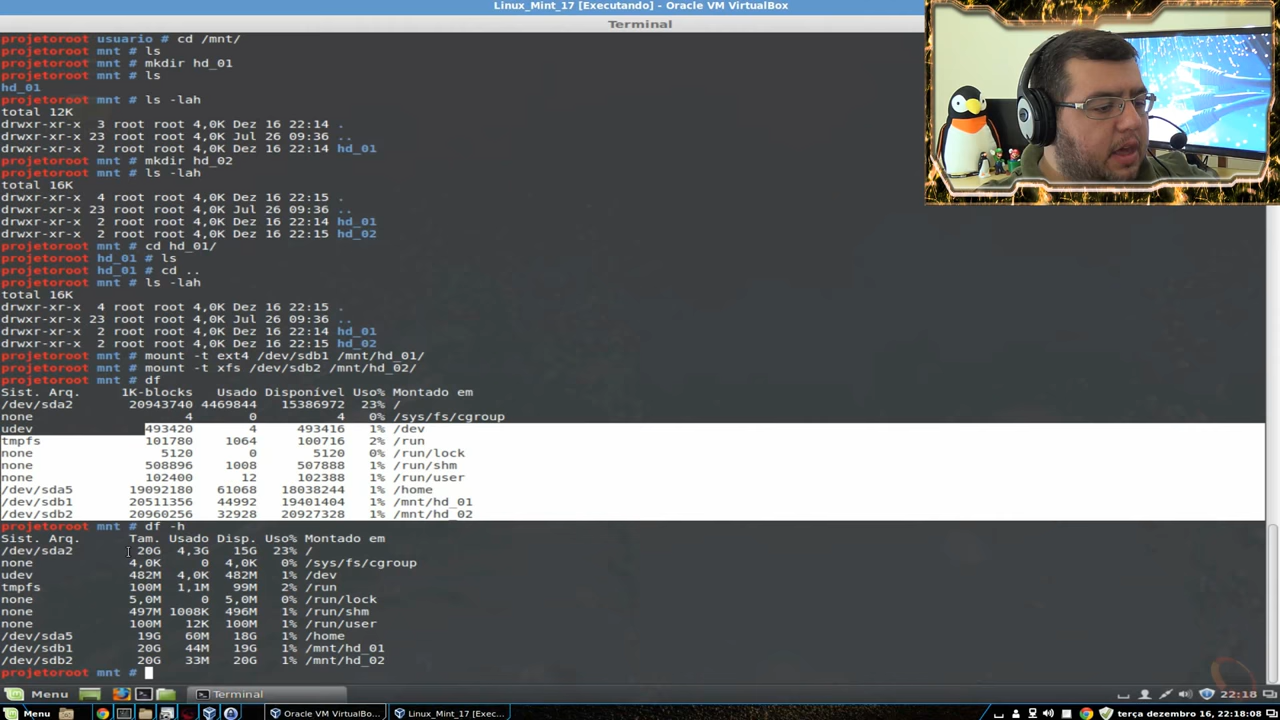 Linux_Mint_17 [Executando] - Oracle VM VirtualBox
Terminal
projetoroot usuario # cd /mnt/
projetoroot mnt # ls
projetoroot mnt # mkdir hd_01
projetoroot mnt # ls
hd_01
projetoroot mnt # ls -lah
total 12K
drwxr-xr-x 3 root root 4,0K Dez 16 22:14 .
drwxr-xr-x 23 root root 4,0K Jul 26 09:36 ..
drwxr-xr-x 2 root root 4,0K Dez 16 22:14 hd_01
projetoroot mnt # mkdir hd_02
projetoroot mnt # ls -lah
total 16K
drwxr-xr-x 4 root root 4,0K Dez 16 22:15 .
drwxr-xr-x 23 root root 4,0K Jul 26 09:36 ..
drwxr-xr-x 2 root root 4,0K Dez 16 22:14 hd_01
drwxr-xr-x 2 root root 4,0K Dez 16 22:15 hd_02
projetoroot mnt # cd hd_01/
projetoroot hd_01 # ls
projetoroot hd_01 # cd ..
projetoroot mnt # ls -lah
total 16K
drwxr-xr-x 4 root root 4,0K Dez 16 22:15 .
drwxr-xr-x 23 root root 4,0K Jul 26 09:36 ..
drwxr-xr-x 2 root root 4,0K Dez 16 22:14 hd_01
drwxr-xr-x 2 root root 4,0K Dez 16 22:15 hd_02
projetoroot mnt # mount -t ext4 /dev/sdb1 /mnt/hd_01/
projetoroot mnt # mount -t xfs /dev/sdb2 /mnt/hd_02/
projetoroot mnt # df
Sist. Arq. 1K-blocks Usado Disponível Uso% Montado em
/dev/sda2 20943740 4469844 15386972 23% /
none 4 0 4 0% /sys/fs/cgroup
udev 493420 4 493416 1% /dev
tmpfs 101780 1064 100716 2% /run
none 5120 0 5120 0% /run/lock
none 508896 1008 507888 1% /run/shm
none 102400 12 102388 1% /run/user
/dev/sda5 19092180 61068 18038244 1% /home
/dev/sdb1 20511356 44992 19401404 1% /mnt/hd_01
/dev/sdb2 20960256 32928 20927328 1% /mnt/hd_02
projetoroot mnt # df -h
Sist. Arq. Tam. Usado Disp. Uso% Montado em
/dev/sda2 20G 4,3G 15G 23% /
none 4,0K 0 4,0K 0% /sys/fs/cgroup
udev 482M 4,0K 482M 1% /dev
tmpfs 100M 1,1M 99M 2% /run
none 5,0M 0 5,0M 0% /run/lock
none 497M 1008K 496M 1% /run/shm
none 100M 12K 100M 1% /run/user
/dev/sda5 19G 60M 18G 1% /home
/dev/sdb1 20G 44M 19G 1% /mnt/hd_01
/dev/sdb2 20G 33M 20G 1% /mnt/hd_02
projetoroot mnt #
Menu Terminal 22:18
Menu Oracle VM VirtualBo... Linux_Mint_17 [Exec... terça dezembro 16, 22:18:08